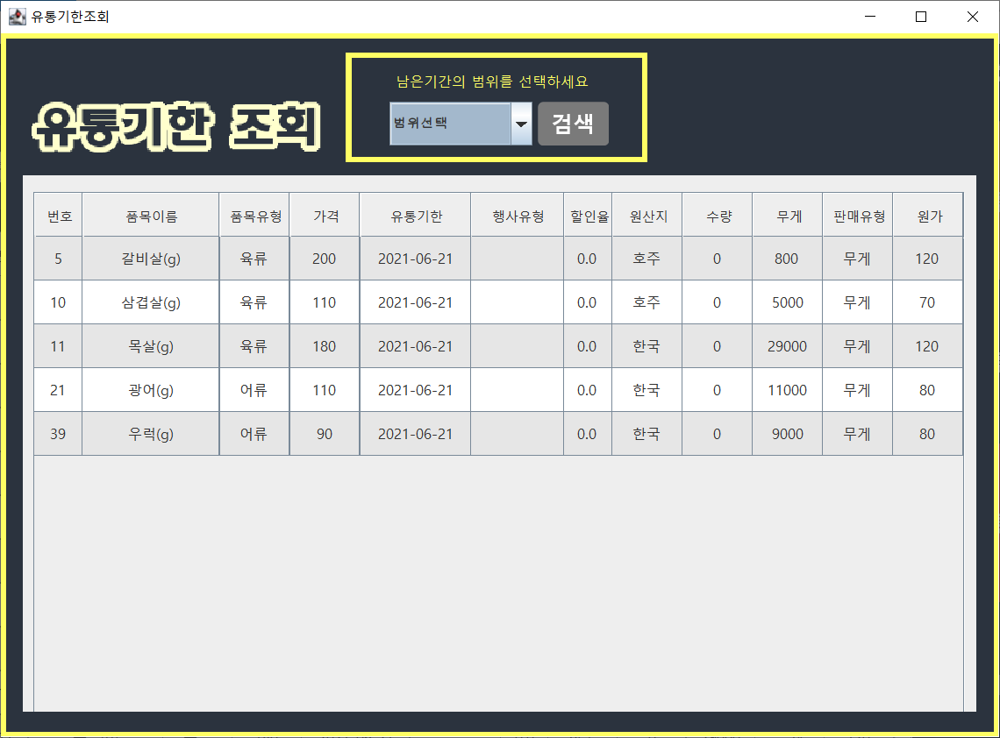 유통기한조회
남은기간의 범위를 선택하세요
유통기한 조회
범위선택 검색
번호 품목이름 품목유형 가격 유통기한 행사유형 할인율 원산지 수량 무게 판매유형 원가
5 갈비살(g) 육류 200 2021-06-21 0.0 호주 0 800 무게 120
10 삼겹살(g) 육류 110 2021-06-21 0.0 호주 0 5000 무게 70
11 목살(g) 육류 180 2021-06-21 0.0 한국 0 29000 무게 120
21 광어(g) 어류 110 2021-06-21 0.0 한국 0 11000 무게 80
39 우럭(g) 어류 90 2021-06-21 0.0 한국 0 9000 무게 80